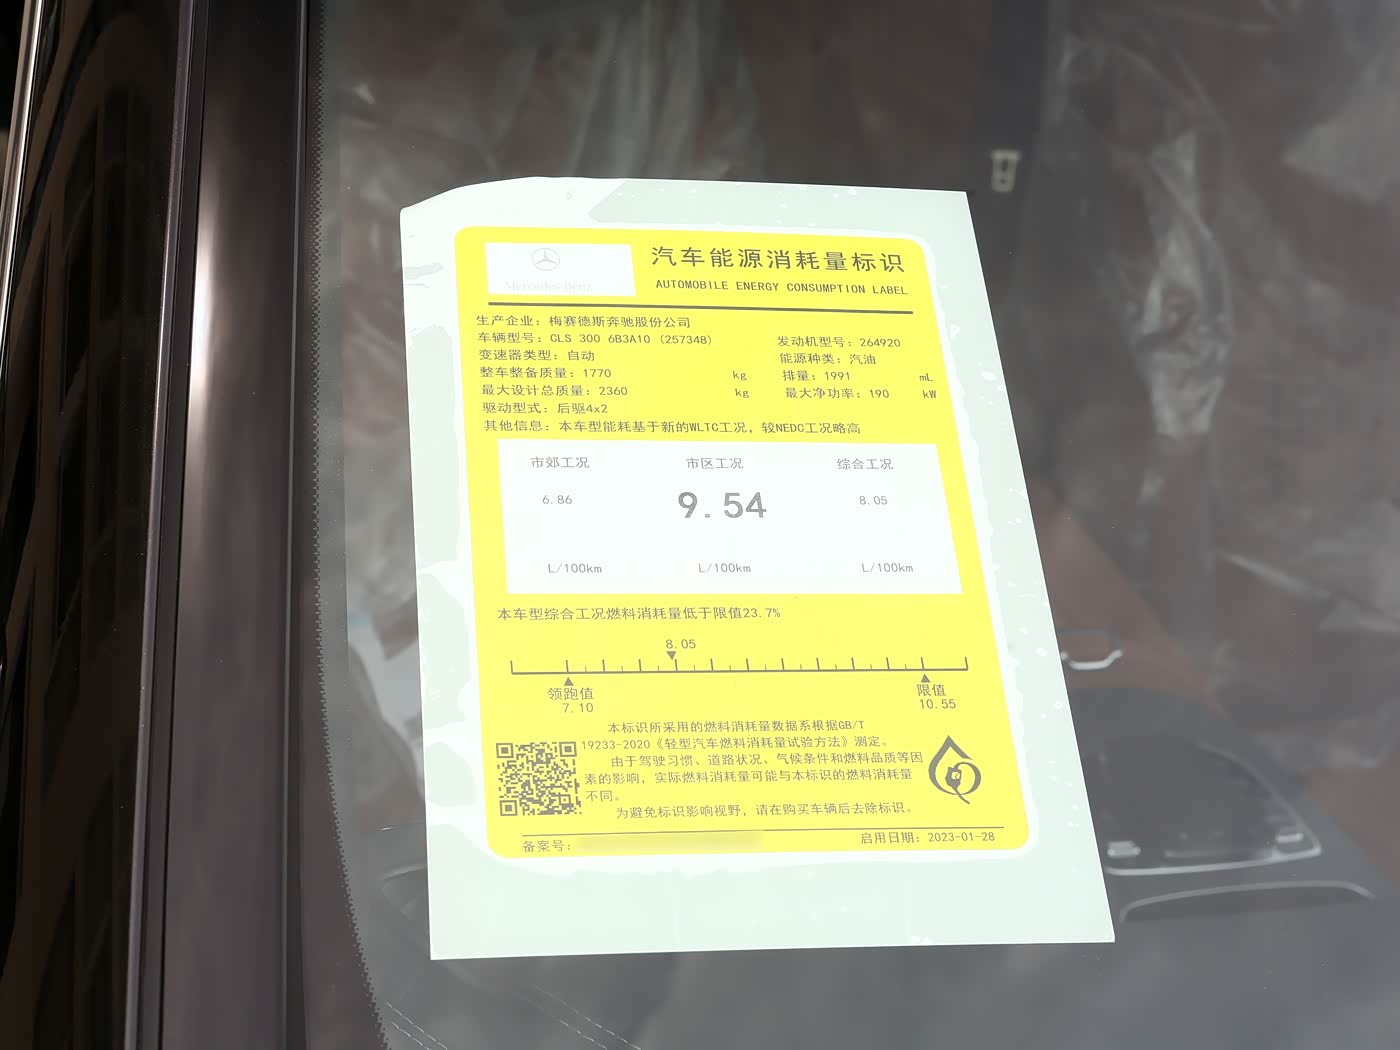 Mercedes-Benz
汽车能源消耗量标识
AUTOMOBILE ENERGY CONSUMPTION LABEL
生产企业：梅赛德斯奔驰股份公司
车辆型号：CLS 300 6B3A10 (257348) 发动机型号：264920
变速器类型：自动 能源种类：汽油
整车整备质量：1770 kg 排量：1991 mL
最大设计总质量：2360 kg 最大净功率：190 kW
驱动型式：后驱4x2
其他信息：本车型能耗基于新的WLTC工况，较NEDC工况略高
市郊工况 市区工况 综合工况
6.86 9.54 8.05
L/100km L/100km L/100km
本车型综合工况燃料消耗量低于限值23.7%
8.05
领跑值 限值
7.10 10.55
本标识所采用的燃料消耗量数据系根据GB/T
19233-2020《轻型汽车燃料消耗量试验方法》测定。
由于驾驶习惯、道路状况、气候条件和燃料品质等因
素的影响，实际燃料消耗量可能与本标识的燃料消耗量
不同。
为避免标识影响视野，请在购买车辆后去除标识。
备案号： 启用日期：2023-01-28